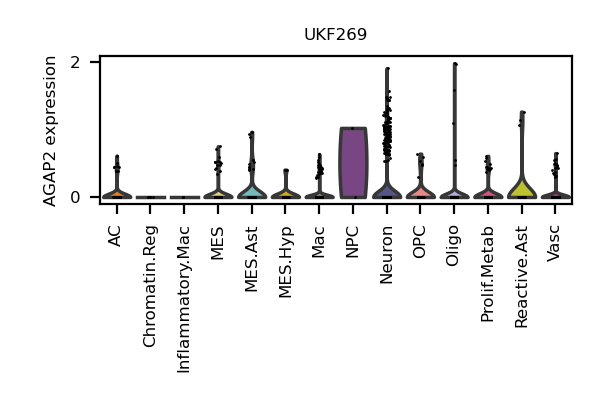 UKF269
AGAP2 expression
2
0
AC
Chromatin.Reg
Inflammatory.Mac
MES
MES.Ast
MES.Hyp
Mac
NPC
Neuron
OPC
Oligo
Prolif.Metab
Reactive.Ast
Vasc